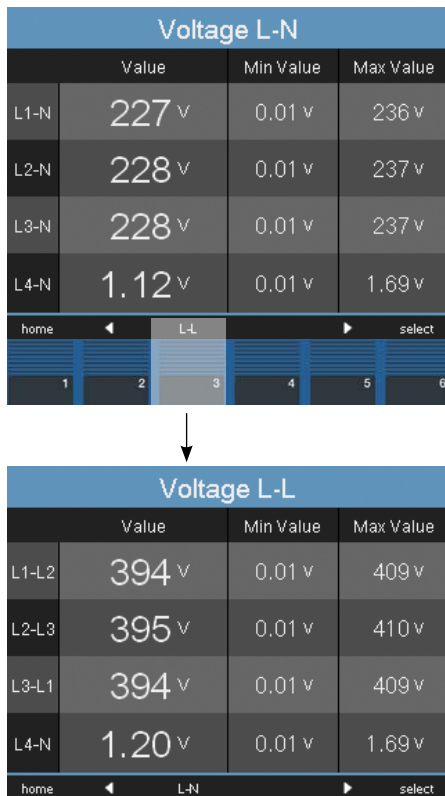 Voltage L-N
Value Min Value Max Value
L1-N 227 V 0.01 V 236 V
L2-N 228 V 0.01 V 237 V
L3-N 228 V 0.01 V 237 V
L4-N 1.12 V 0.01 V 1.69 V
home L-L select
1 2 3 4 5 6
Voltage L-L
Value Min Value Max Value
L1-L2 394 V 0.01 V 409 V
L2-L3 395 V 0.01 V 410 V
L3-L1 394 V 0.01 V 409 V
L4-N 1.20 V 0.01 V 1.69 V
home L-N select